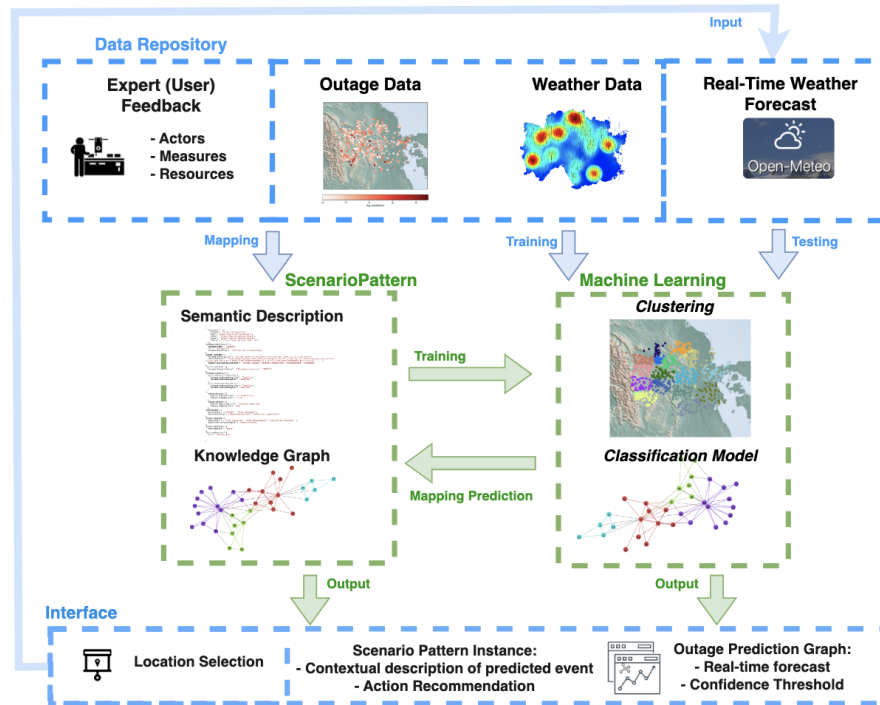 Input
Data Repository
Expert (User)
Feedback
- Actors
- Measures
- Resources
Outage Data
Weather Data
Real-Time Weather
Forecast
Open-Meteo
Mapping
Training
Testing
ScenarioPattern
Machine Learning
Semantic Description
Clustering
Training
Knowledge Graph
Classification Model
Mapping Prediction
Output
Output
Interface
Location Selection
Scenario Pattern Instance:
- Contextual description of predicted event
- Action Recommendation
Outage Prediction Graph:
- Real-time forecast
- Confidence Threshold